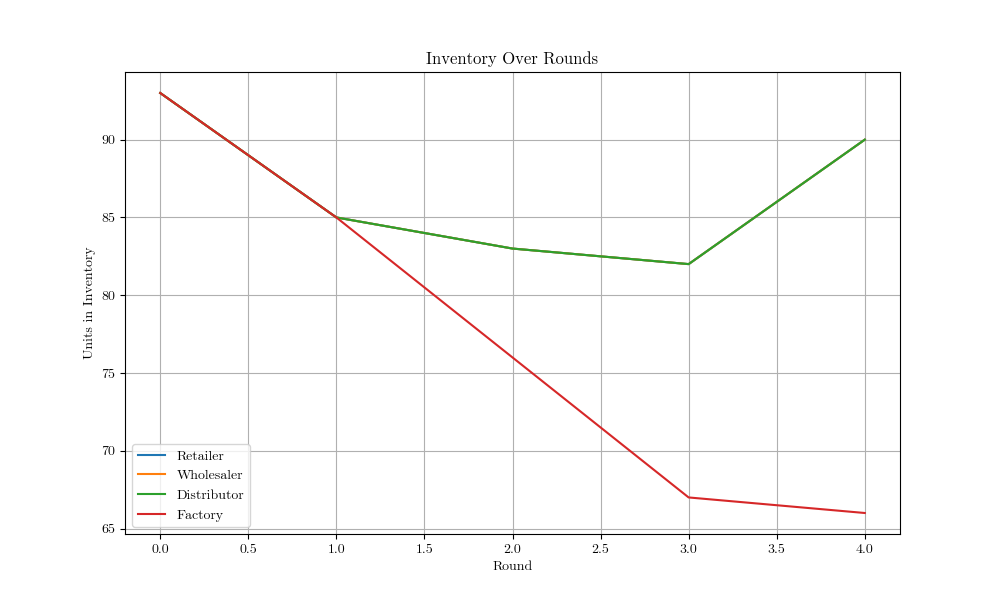 Inventory Over Rounds
Units in Inventory
90
85
80
75
70
65
Retailer
Wholesaler
Distributor
Factory
0.0 0.5 1.0 1.5 2.0 2.5 3.0 3.5 4.0
Round